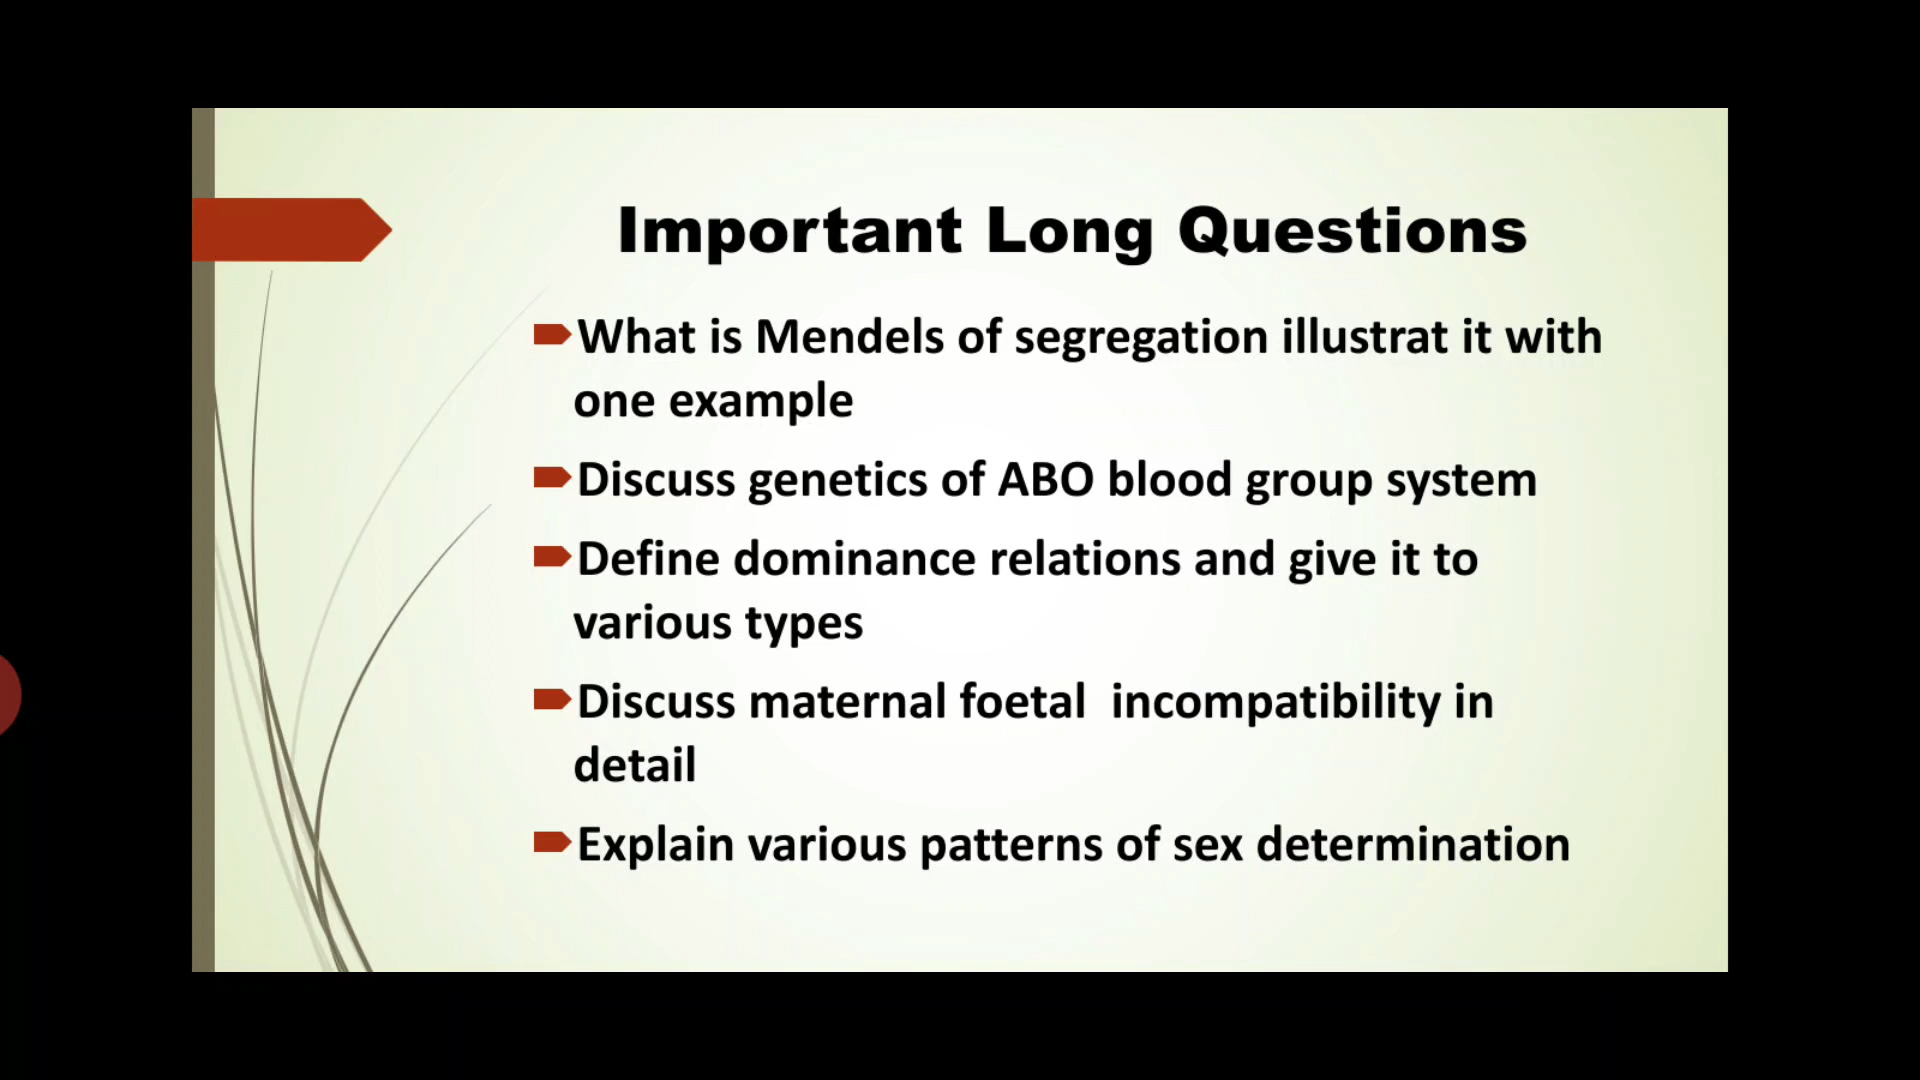 Important Long Questions
What is Mendels of segregation illustrat it with
one example
Discuss genetics of ABO blood group system
Define dominance relations and give it to
various types
Discuss maternal foetal  incompatibility in
detail
Explain various patterns of sex determination